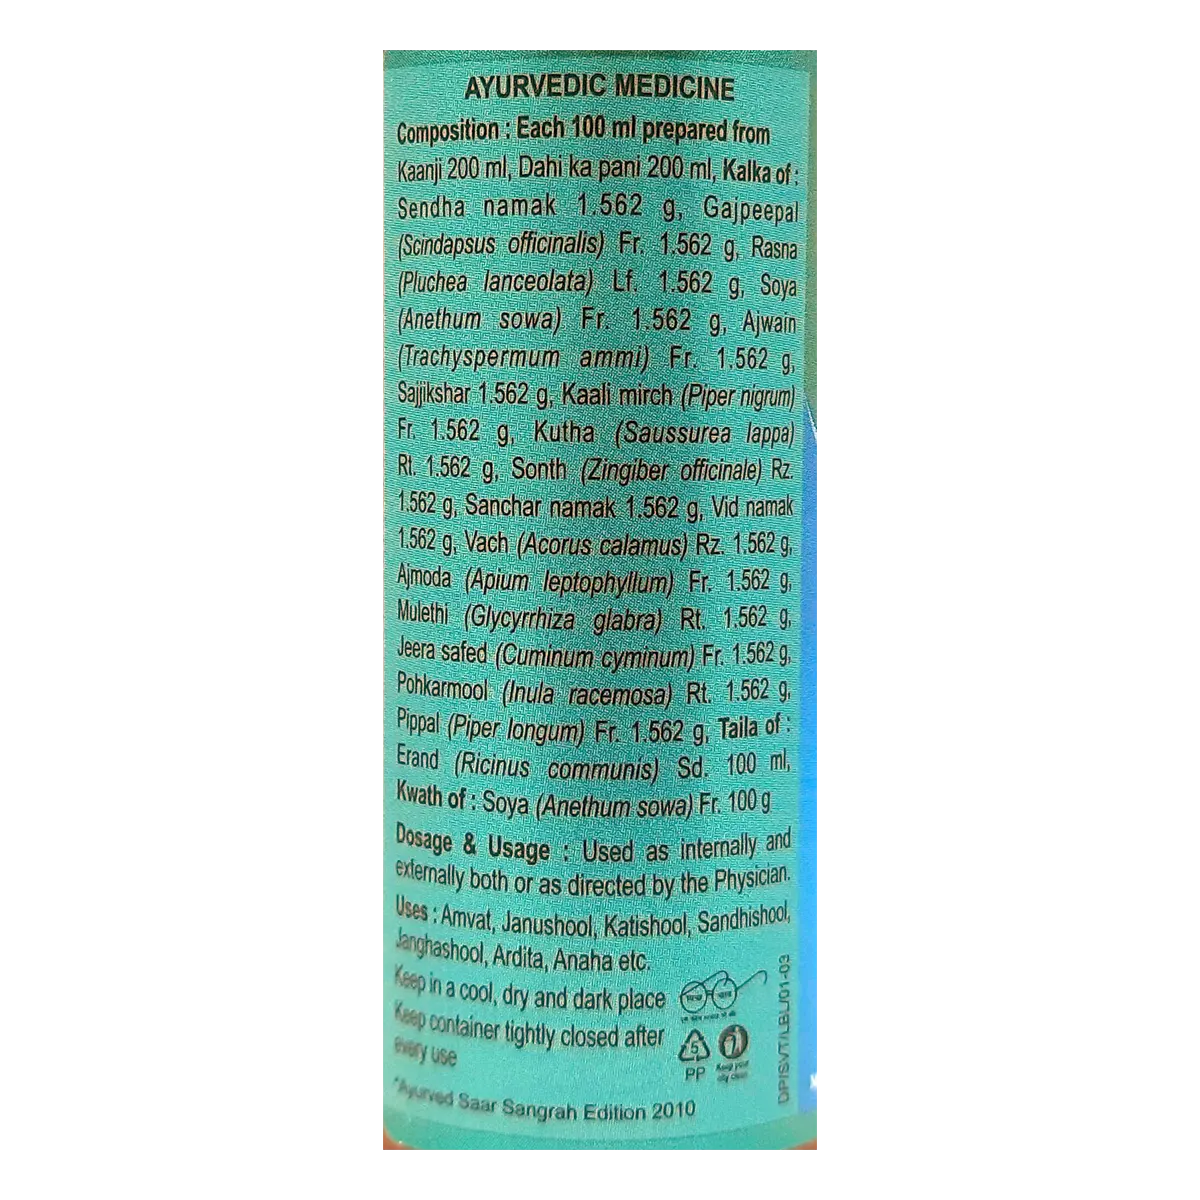 AYURVEDIC MEDICINE
Composition : Each 100 ml prepared from
Kaanji 200 ml, Dahi ka pani 200 ml, Kalka of :
Sendha namak 1.562 g, Gajpeepal
(Scindapsus officinalis) Fr. 1.562 g, Rasna
(Pluchea lanceolata) Lf. 1.562 g, Soya
(Anethum sowa) Fr. 1.562 g, Ajwain
(Trachyspermum ammi) Fr. 1.562 g,
Sajjikshar 1.562 g, Kaali mirch (Piper nigrum)
Fr. 1.562 g, Kutha (Saussurea lappa)
Rt. 1.562 g, Sonth (Zingiber officinale) Rz.
1.562 g, Sanchar namak 1.562 g, Vid namak
1.562 g, Vach (Acorus calamus) Rz. 1.562 g,
Ajmoda (Apium leptophyllum) Fr. 1.562 g,
Mulethi (Glycyrrhiza glabra) Rt. 1.562 g,
Jeera safed (Cuminum cyminum) Fr. 1.562 g,
Pohkarmool (Inula racemosa) Rt. 1.562 g,
Pippal (Piper longum) Fr. 1.562 g, Taila of :
Erand (Ricinus communis) Sd. 100 ml,
Kwath of : Soya (Anethum sowa) Fr. 100 g
Dosage & Usage : Used as internally and
externally both or as directed by the Physician.
Uses : Amvat, Janushool, Katishool, Sandhishool,
Janghashool, Ardita, Anaha etc.
Keep in a cool, dry and dark place
Keep container tightly closed after
every use
5
PP
Keep your
city clean
*Ayurved Saar Sangrah Edition 2010
DP/SVT/LBL/01-03